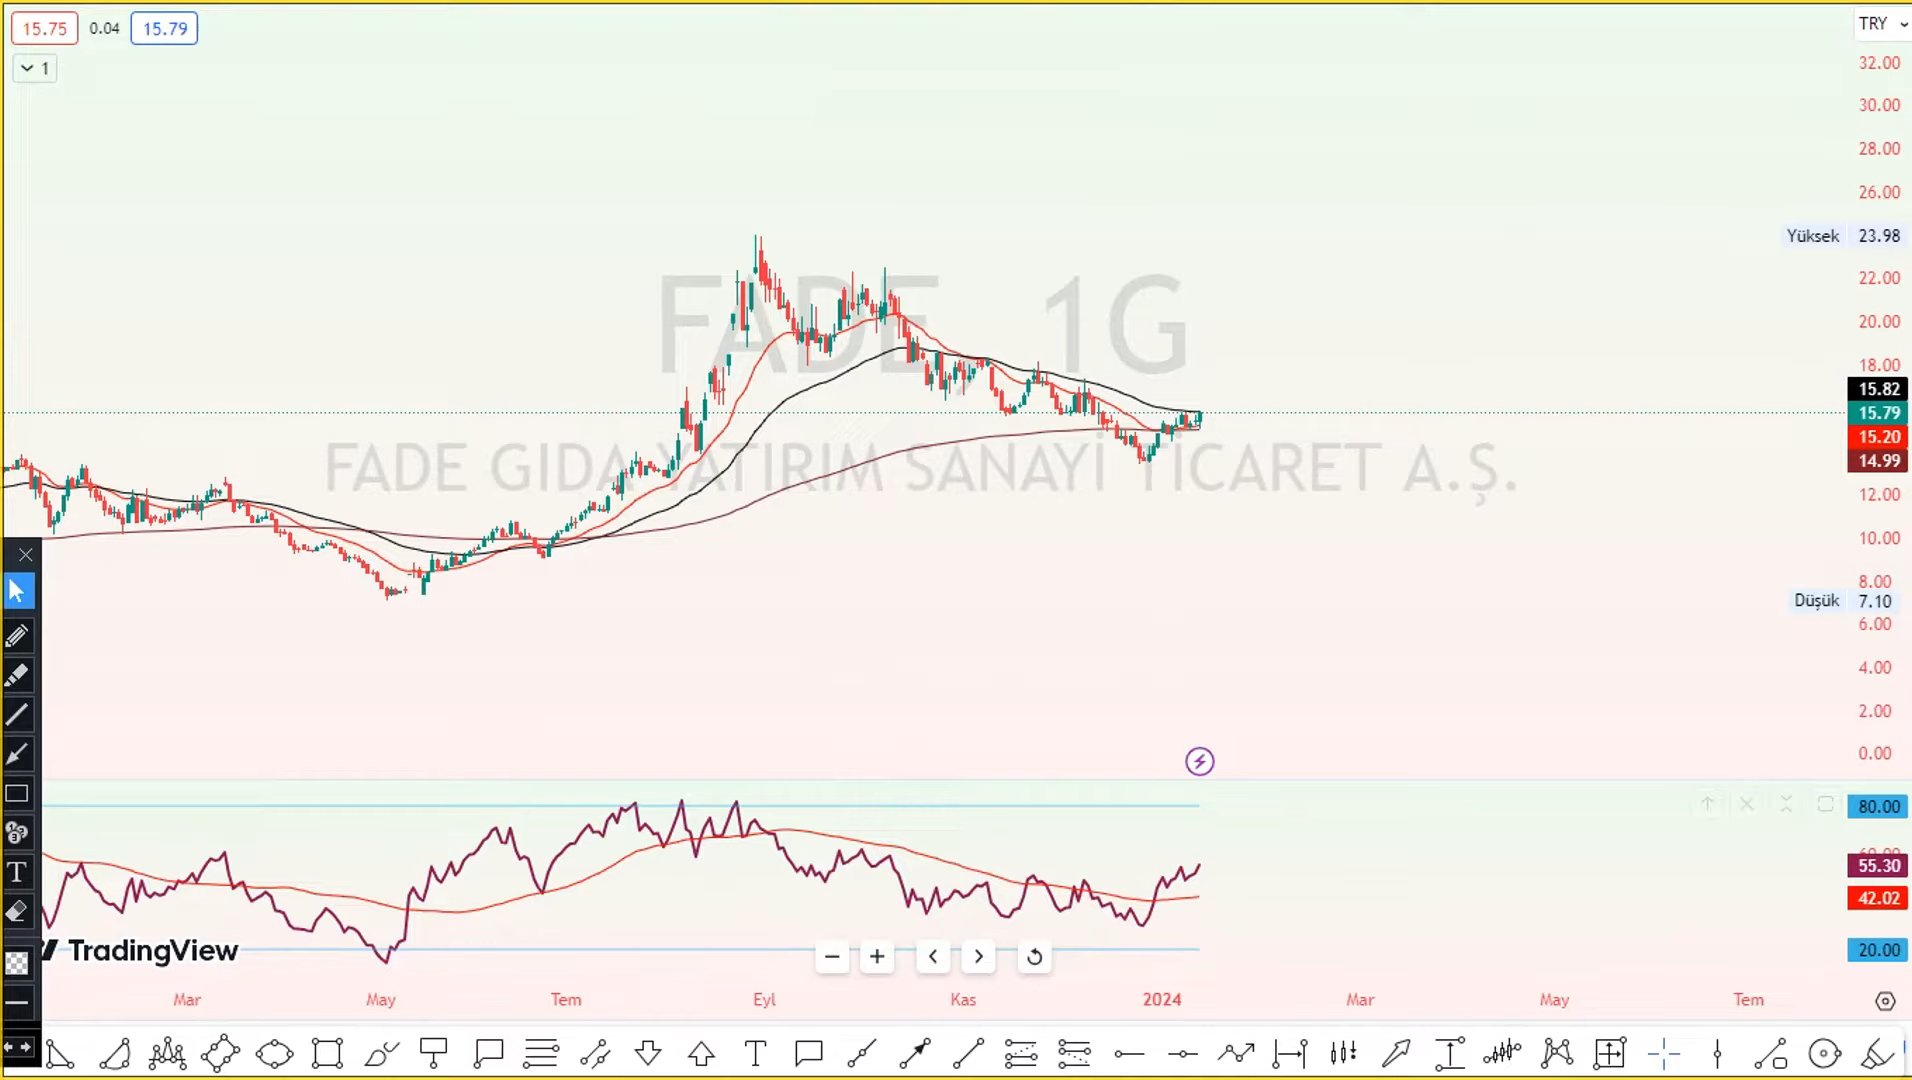 15.75 0.04 15.79
TRY
1
32.00
30.00
28.00
26.00
Yüksek 23.98
22.00
20.00
18.00
15.82
15.79
15.20
14.99
12.00
10.00
8.00
Düşük 7.10
6.00
4.00
2.00
0.00
FADE, 1G
FADE GIDA YATIRIM SANAYİ TİCARET A.Ş.
80.00
55.30
42.02
20.00
T
TradingView
Mar May Tem Eyl Kas 2024 Mar May Tem
T